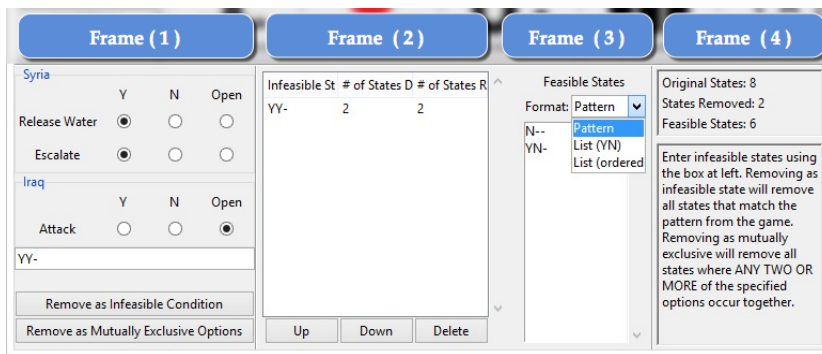 Frame (1)
Frame (2)
Frame (3)
Frame (4)
Syria
Y N Open
Release Water
Escalate
Iraq
Y N Open
Attack
YY-
Remove as Infeasible Condition
Remove as Mutually Exclusive Options
Infeasible St # of States D # of States R
YY- 2 2
Up Down Delete
Feasible States
Format: Pattern
Pattern
List (YN)
List (ordered
N--
YN-
Original States: 8
States Removed: 2
Feasible States: 6
Enter infeasible states using
the box at left. Removing as
infeasible state will remove
all states that match the
pattern from the game.
Removing as mutually
exclusive will remove all
states where ANY TWO OR
MORE of the specified
options occur together.